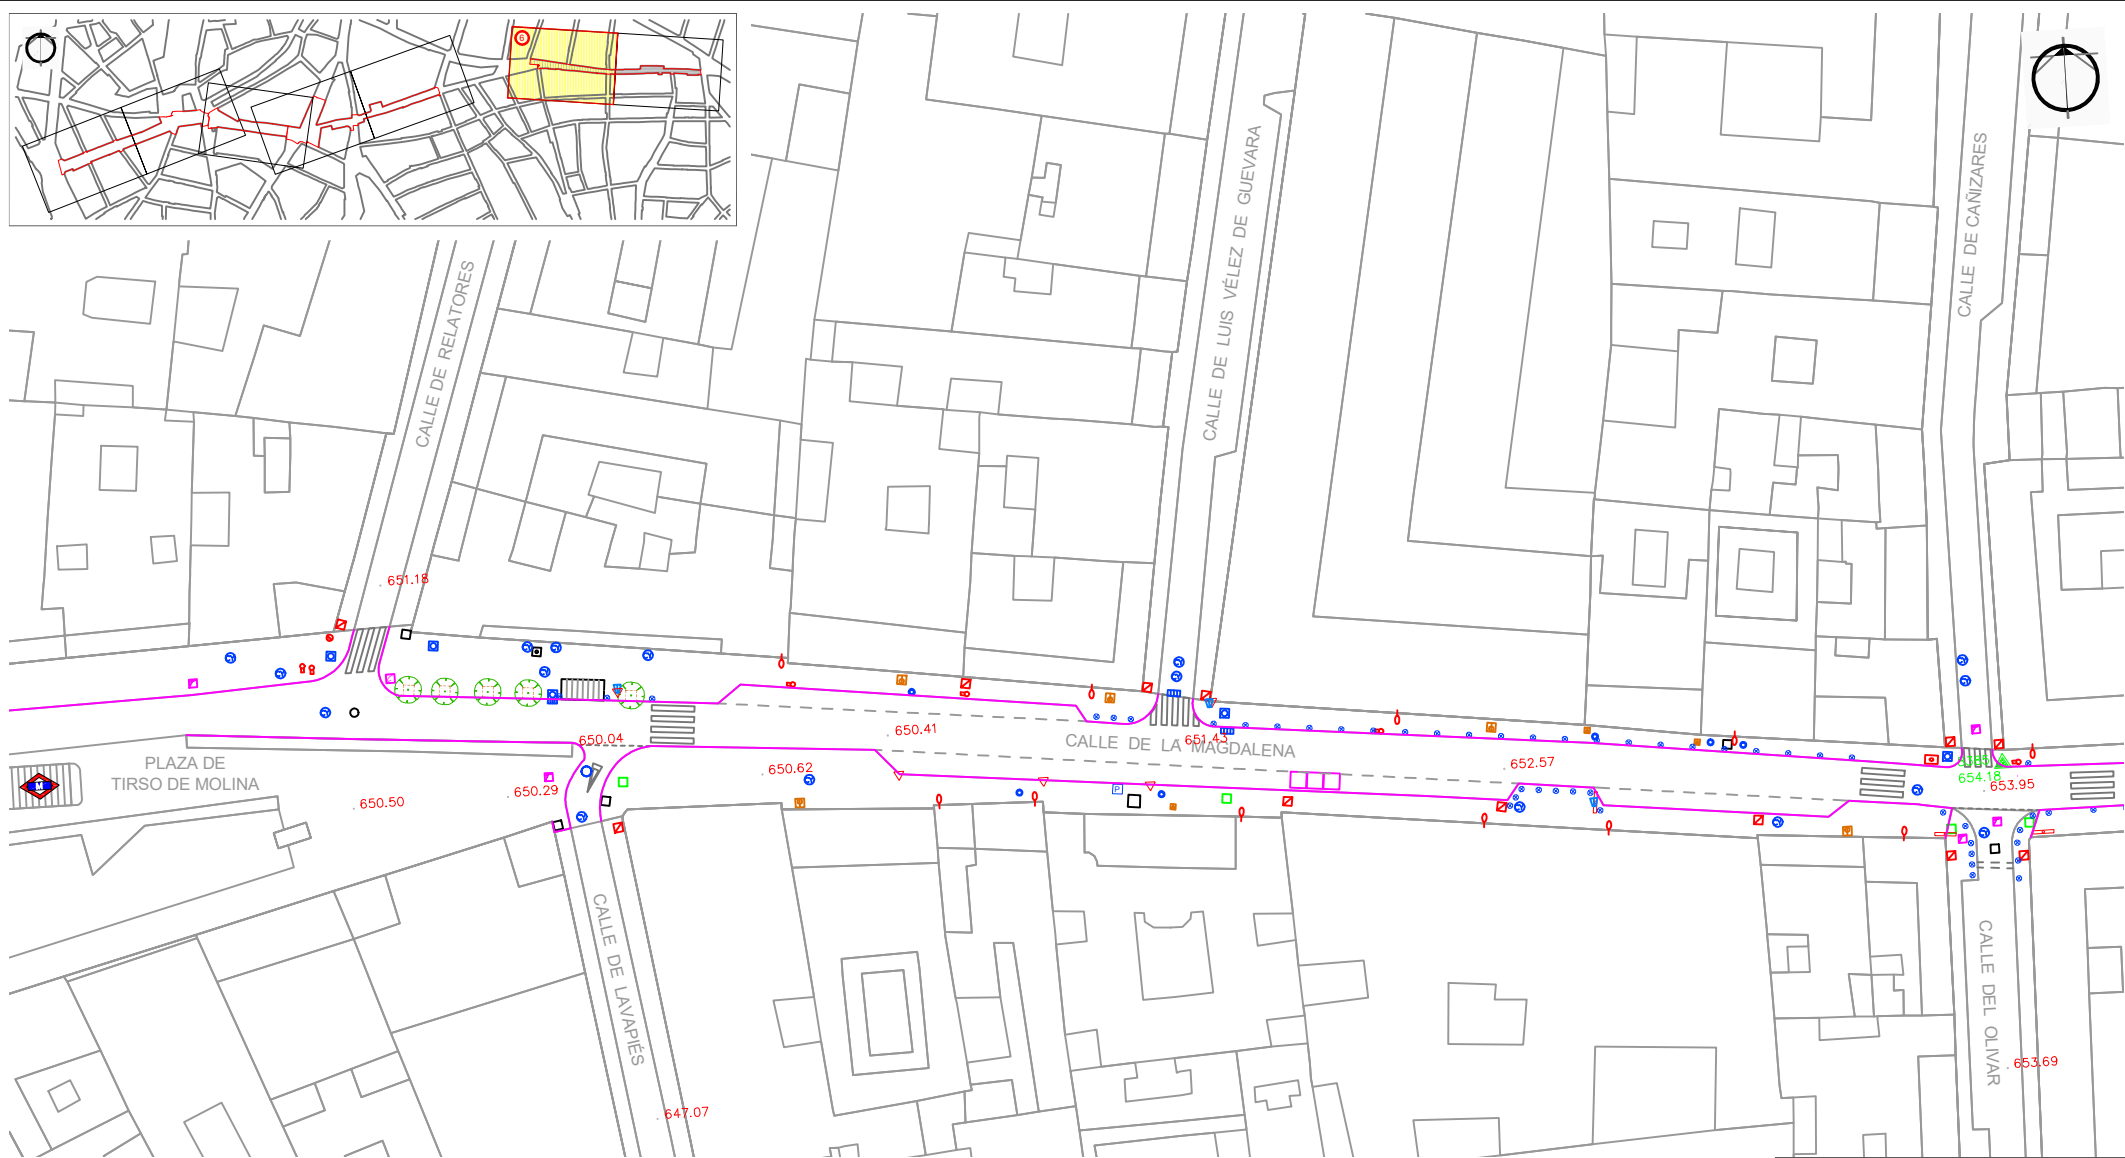 6
CALLE DE RELATORES
CALLE DE LUIS VÉLEZ DE GUEVARA
CALLE DE CAÑIZARES
651.18
650.41
650.04
651.43
CALLE DE LA MAGDALENA
PLAZA DE
TIRSO DE MOLINA
M
650.62
652.57
654.18
653.95
650.29
650.50
P
CALLE DE LAVAPIÉS
CALLE DEL OLIVAR
653.69
647.07